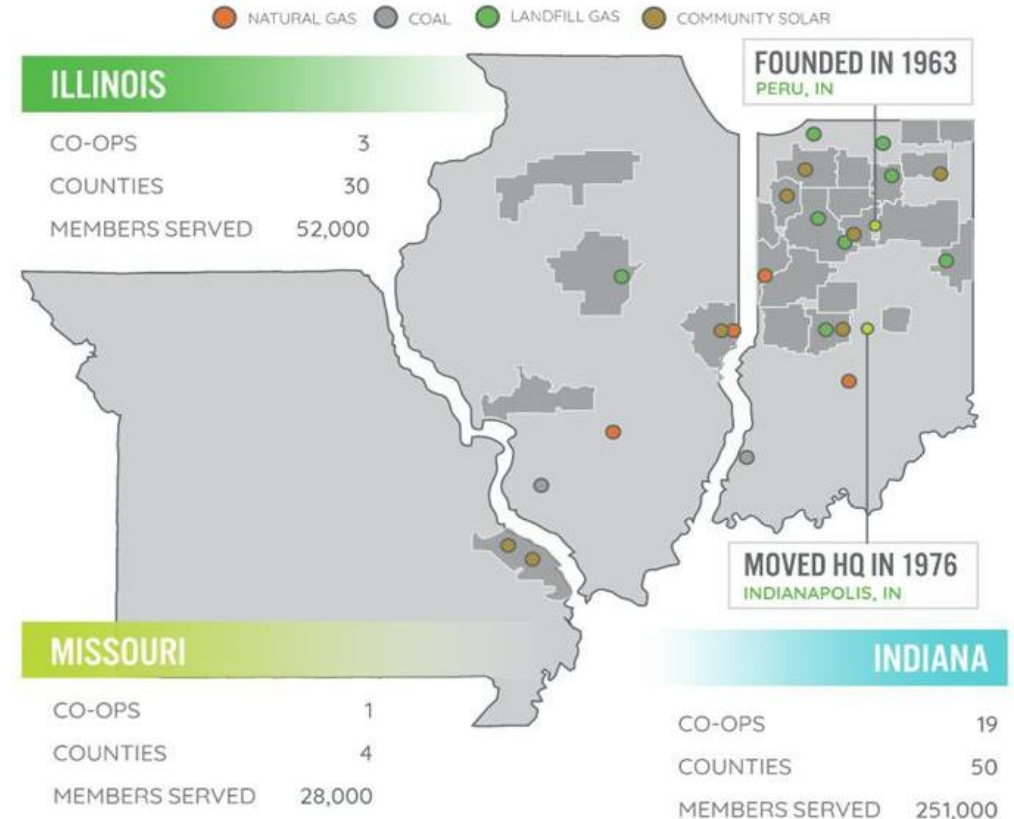 NATURAL GAS COAL LANDFILL GAS COMMUNITY SOLAR
ILLINOIS
CO-OPS 3
COUNTIES 30
MEMBERS SERVED 52,000
FOUNDED IN 1963
PERU, IN
MOVED HQ IN 1976
INDIANAPOLIS, IN
MISSOURI
CO-OPS 1
COUNTIES 4
MEMBERS SERVED 28,000
INDIANA
CO-OPS 19
COUNTIES 50
MEMBERS SERVED 251,000